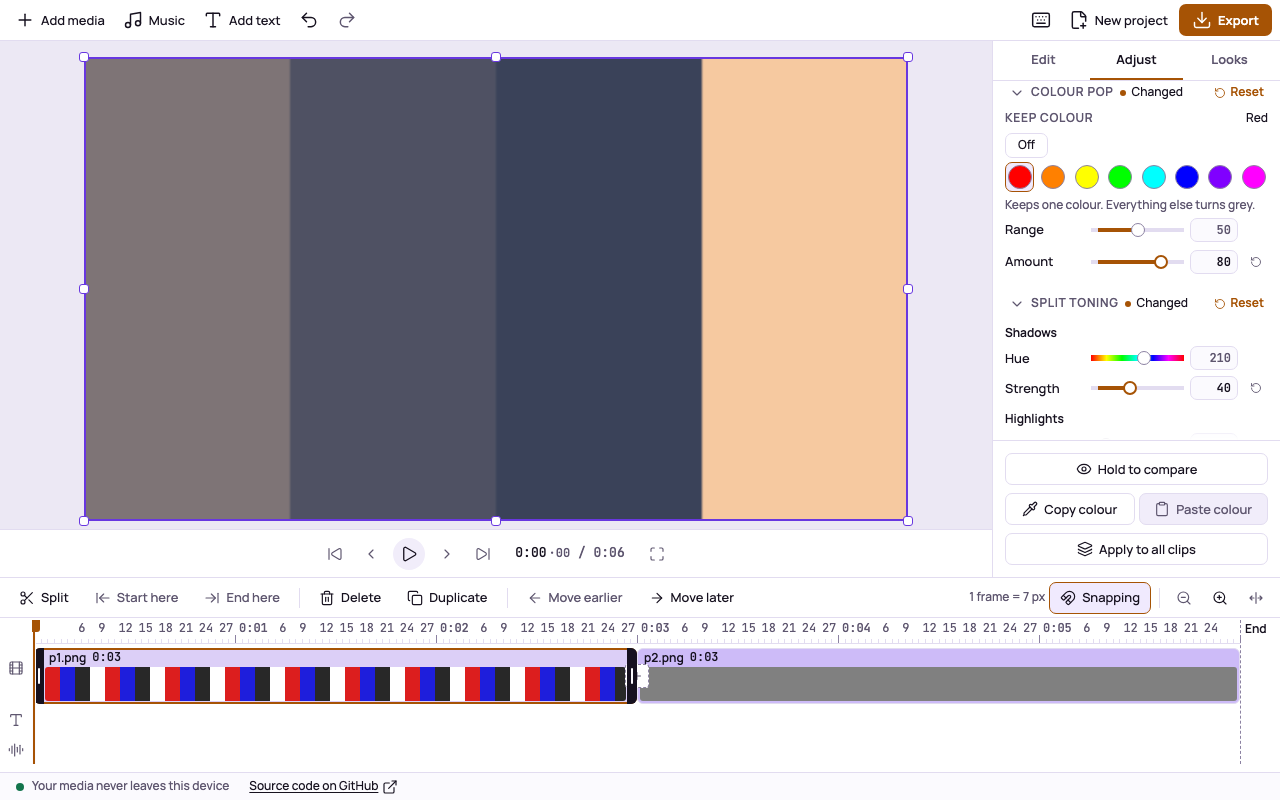 Add media
Music
Add text
New project
Export
Edit
Adjust
Looks
COLOUR POP
Changed
Reset
KEEP COLOUR
Red
Off
Keeps one colour. Everything else turns grey.
Range
50
Amount
80
SPLIT TONING
Changed
Reset
Shadows
Hue
210
Strength
40
Highlights
Hold to compare
Copy colour
Paste colour
Apply to all clips
0:00·00 / 0:06
Split
Start here
End here
Delete
Duplicate
Move earlier
Move later
1 frame = 7 px
Snapping
6 9 12 15 18 21 24 27 0:01 6 9 12 15 18 21 24 27 0:02 6 9 12 15 18 21 24 27 0:03 6 9 12 15 18 21 24 27 0:04 6 9 12 15 18 21 24 27 0:05 6 9 12 15 18 21 24 End
p1.png 0:03
p2.png 0:03
Your media never leaves this device
Source code on GitHub